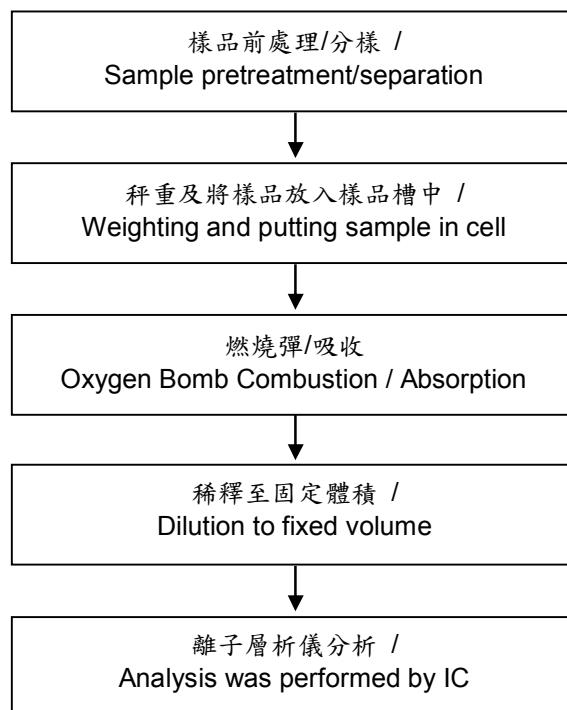 樣品前處理/分樣 /
Sample pretreatment/separation
秤重及將樣品放入樣品槽中 /
Weighting and putting sample in cell
燃燒彈/吸收
Oxygen Bomb Combustion / Absorption
稀釋至固定體積 /
Dilution to fixed volume
離子層析儀分析 /
Analysis was performed by IC